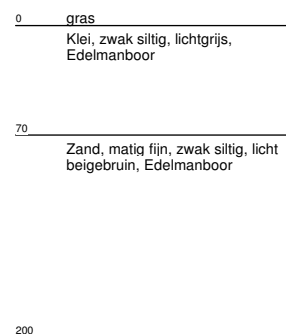 0 gras
Klei, zwak siltig, lichtgrijs,
Edelmanboor
70
Zand, matig fijn, zwak siltig, licht
beigebruin, Edelmanboor
200